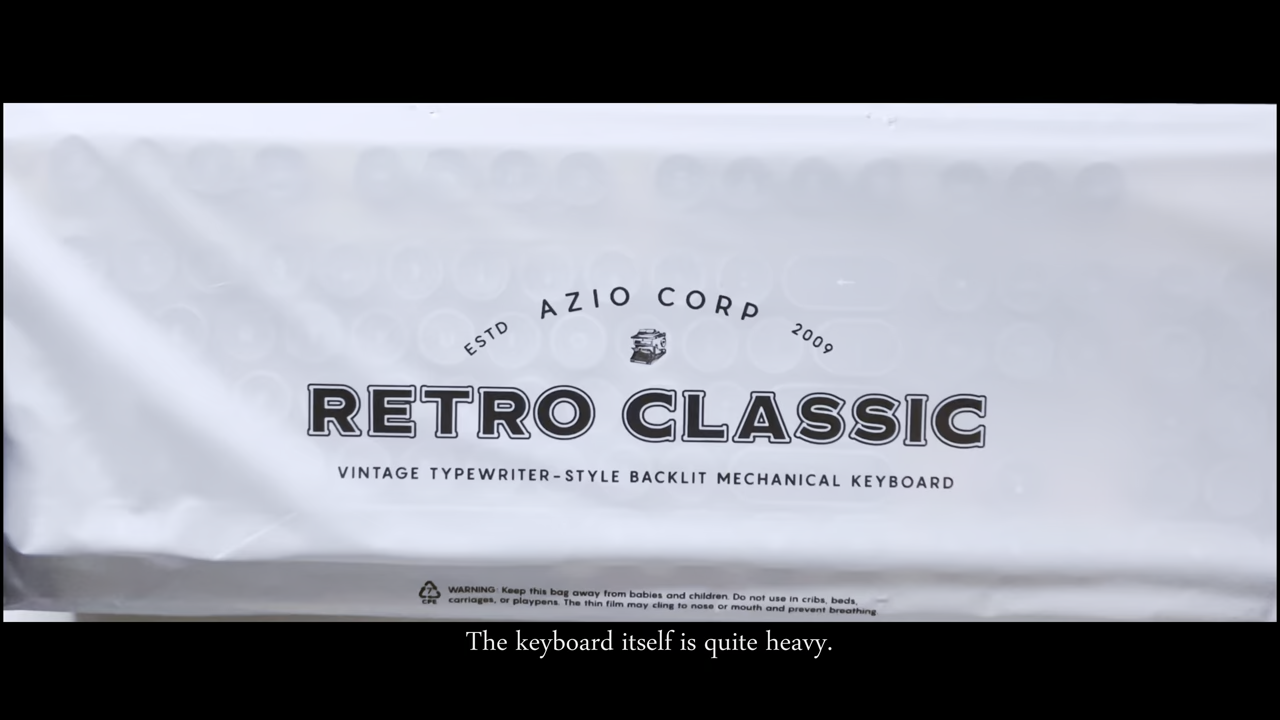 AZIO CORP
ESTD 2009
RETRO CLASSIC
VINTAGE TYPEWRITER-STYLE BACKLIT MECHANICAL KEYBOARD
7
CPE
WARNING: Keep this bag away from babies and children. Do not use in cribs, beds,
carriages, or playpens. The thin film may cling to nose or mouth and prevent breathing.
The keyboard itself is quite heavy.